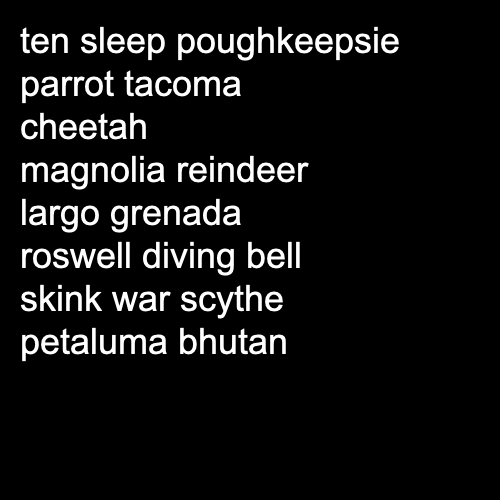 ten sleep poughkeepsie
parrot tacoma
cheetah
magnolia reindeer
largo grenada
roswell diving bell
skink war scythe
petaluma bhutan